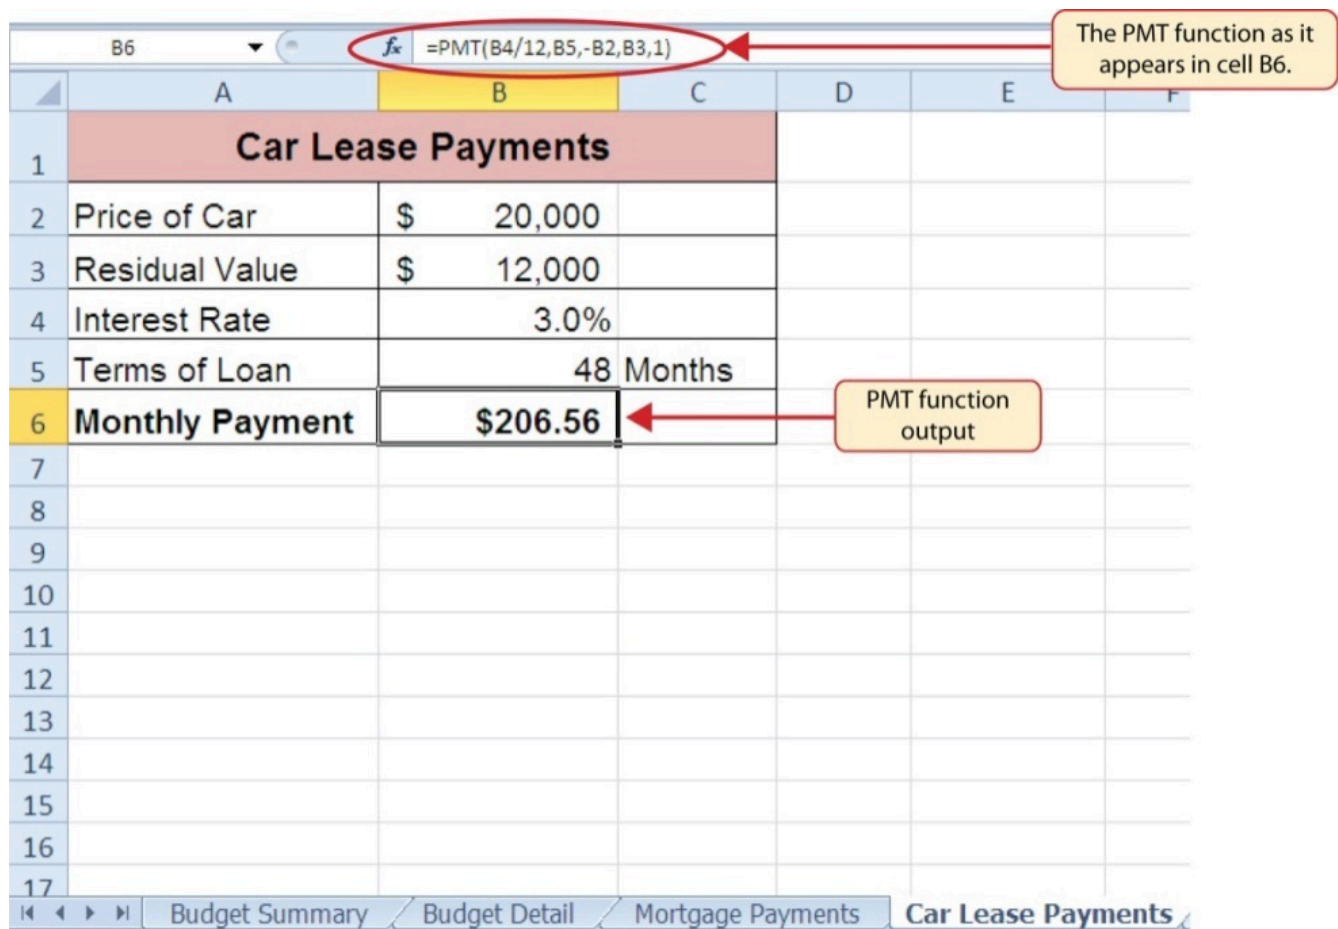 The PMT function as it
appears in cell B6.
B6 fx =PMT(B4/12,B5,-B2,B3,1)
A B C D E F
1 Car Lease Payments
2 Price of Car $ 20,000
3 Residual Value $ 12,000
4 Interest Rate 3.0%
5 Terms of Loan 48 Months
6 Monthly Payment $206.56
PMT function
output
7
8
9
10
11
12
13
14
15
16
17
Budget Summary Budget Detail Mortgage Payments Car Lease Payments